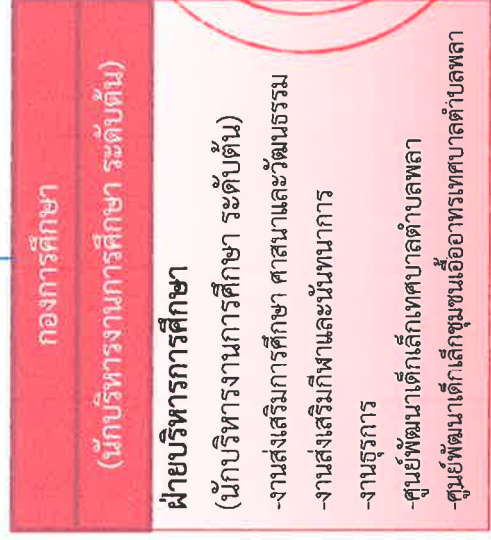 กองการศึกษา
(นักบริหารงานการศึกษา ระดับต้น)
ฝ่ายบริหารการศึกษา
(นักบริหารงานการศึกษา ระดับต้น)
-งานส่งเสริมการศึกษา ศาสนาและวัฒนธรรม
-งานส่งเสริมกีฬาและนันทนาการ
-งานธุรการ
-ศูนย์พัฒนาเด็กเล็กเทศบาลตำบลพลา
-ศูนย์พัฒนาเด็กเล็กชุมชนเอื้ออาทรเทศบาลตำบลพลา